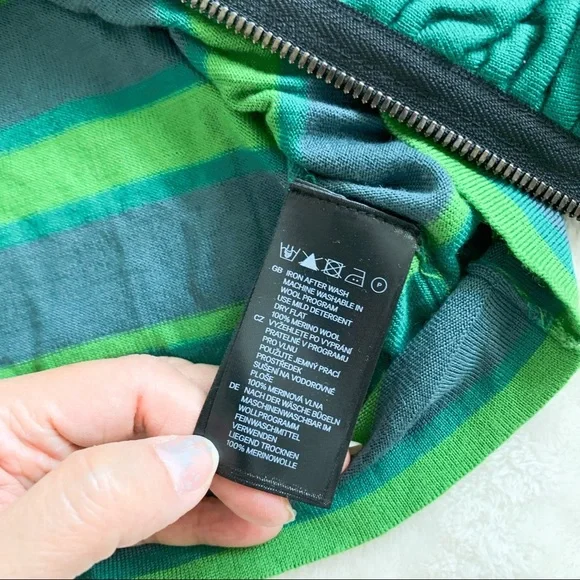 P
GB IRON AFTER WASH
MACHINE WASHABLE IN
WOOL PROGRAM
USE MILD DETERGENT
DRY FLAT
100% MERINO WOOL
CZ VYŽEHLETE PO VYPRÁNÍ
PRATELNÉ V PROGRAMU
PRO VLNU
POUŽIJTE JEMNÝ PRACÍ
PROSTŘEDEK
SUŠENÍ NA VODOROVNÉ
PLOŠE
100% MERINOVÁ VLNA
DE NACH DER WÄSCHE BÜGELN
MASCHINENWASCHBAR IM
WOLLPROGRAMM
FEINWASCHMITTEL
VERWENDEN
LIEGEND TROCKNEN
100% MERINOWOLLE